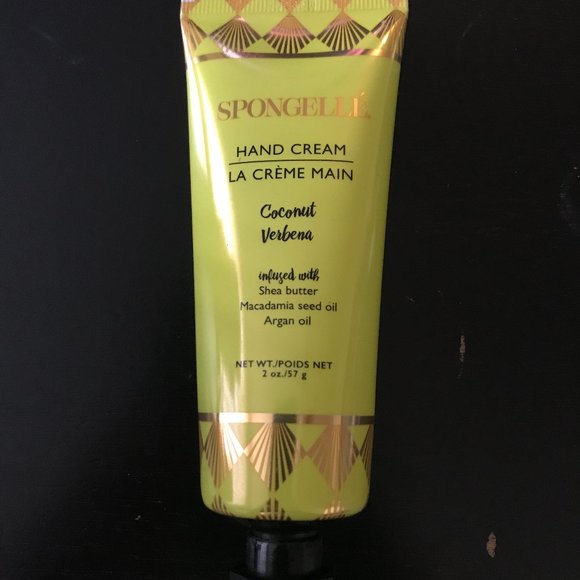 SPONGELLÉ
HAND CREAM
LA CRÈME MAIN
Coconut
Verbena
infused with
Shea butter
Macadamia seed oil
Argan oil
NET WT./POIDS NET
2 oz./57 g